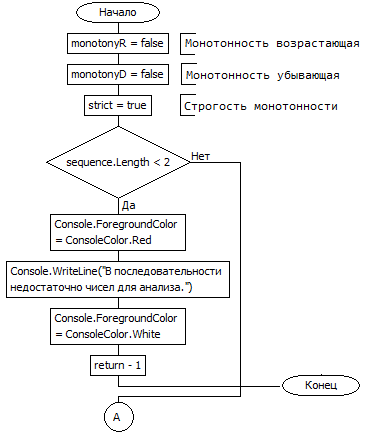 Начало
monotonyR = false
Монотонность возрастающая
monotonyD = false
Монотонность убывающая
strict = true
Строгость монотонности
sequence.Length < 2
Нет
Да
Console.ForegroundColor
= ConsoleColor.Red
Console.WriteLine("В последовательности
недостаточно чисел для анализа.")
Console.ForegroundColor
= ConsoleColor.White
return - 1
Конец
A